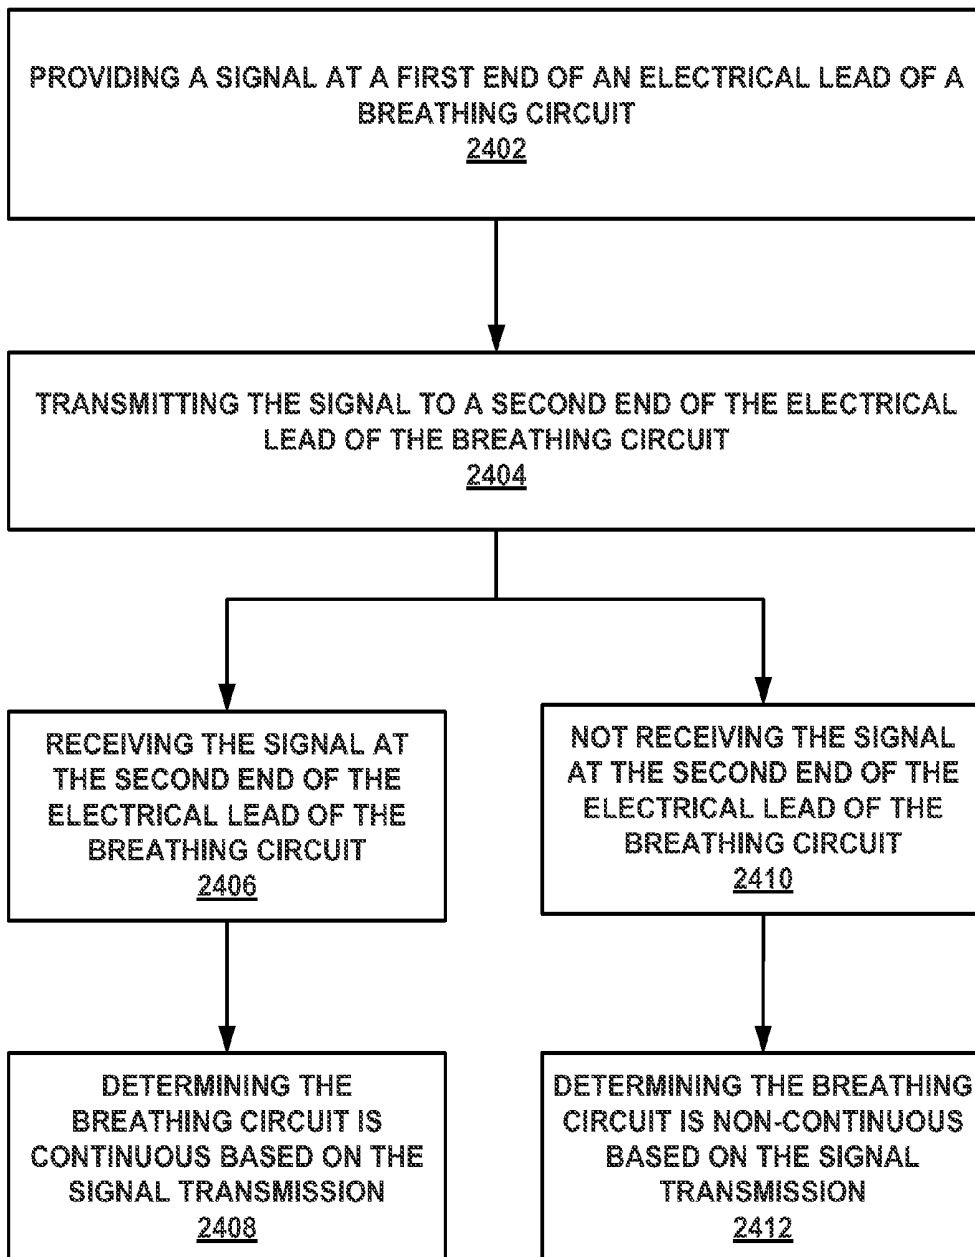 PROVIDING A SIGNAL AT A FIRST END OF AN ELECTRICAL LEAD OF A
BREATHING CIRCUIT
2402
TRANSMITTING THE SIGNAL TO A SECOND END OF THE ELECTRICAL
LEAD OF THE BREATHING CIRCUIT
2404
RECEIVING THE SIGNAL AT
THE SECOND END OF THE
ELECTRICAL LEAD OF THE
BREATHING CIRCUIT
2406
NOT RECEIVING THE SIGNAL
AT THE SECOND END OF THE
ELECTRICAL LEAD OF THE
BREATHING CIRCUIT
2410
DETERMINING THE
BREATHING CIRCUIT IS
CONTINUOUS BASED ON THE
SIGNAL TRANSMISSION
2408
DETERMINING THE BREATHING
CIRCUIT IS NON-CONTINUOUS
BASED ON THE SIGNAL
TRANSMISSION
2412